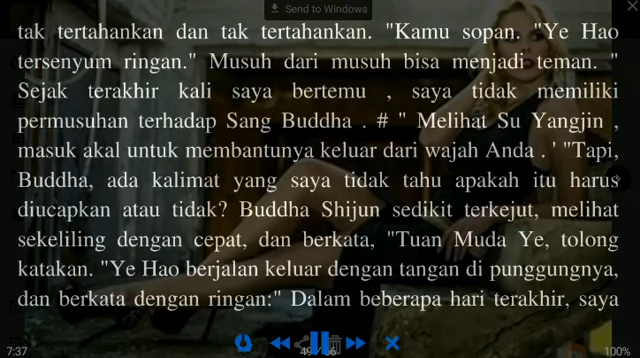 Send to Windows
tak tertahankan dan tak tertahankan. "Kamu sopan. "Ye Hao
tersenyum ringan." Musuh dari musuh bisa menjadi teman. "
Sejak terakhir kali saya bertemu , saya tidak memiliki
permusuhan terhadap Sang Buddha . # " Melihat Su Yangjin ,
masuk akal untuk membantunya keluar dari wajah Anda . ' "Tapi,
Buddha, ada kalimat yang saya tidak tahu apakah itu harus
diucapkan atau tidak? Buddha Shijun sedikit terkejut, melihat
sekeliling dengan cepat, dan berkata, "Tuan Muda Ye, tolong
katakan. "Ye Hao berjalan keluar dengan tangan di punggungnya,
dan berkata dengan ringan:" Dalam beberapa hari terakhir, saya
7:37
100%